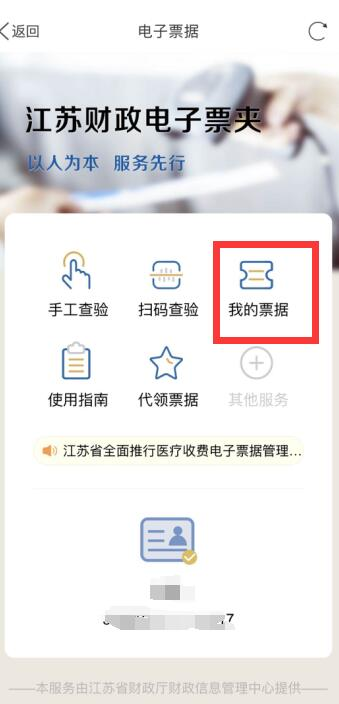 返回 电子票据
江苏财政电子票夹
以人为本 服务先行
手工查验 扫码查验 我的票据
使用指南 代领票据 其他服务
江苏省全面推行医疗收费电子票据管理...
7
本服务由江苏省财政厅财政信息管理中心提供